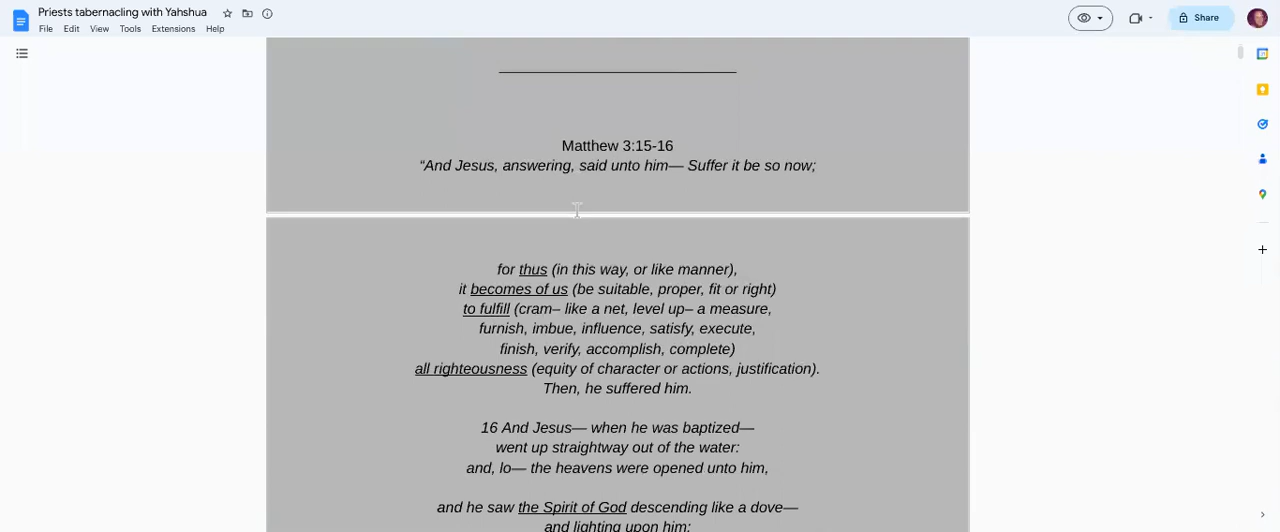 Priests tabernacling with Yahshua
File Edit View Tools Extensions Help
Share
Matthew 3:15-16
“And Jesus, answering, said unto him— Suffer it be so now;
for thus (in this way, or like manner),
it becomes of us (be suitable, proper, fit or right)
to fulfill (cram– like a net, level up– a measure,
furnish, imbue, influence, satisfy, execute,
finish, verify, accomplish, complete)
all righteousness (equity of character or actions, justification).
Then, he suffered him.
16 And Jesus— when he was baptized—
went up straightway out of the water:
and, lo— the heavens were opened unto him,
and he saw the Spirit of God descending like a dove—
and lighting upon him: